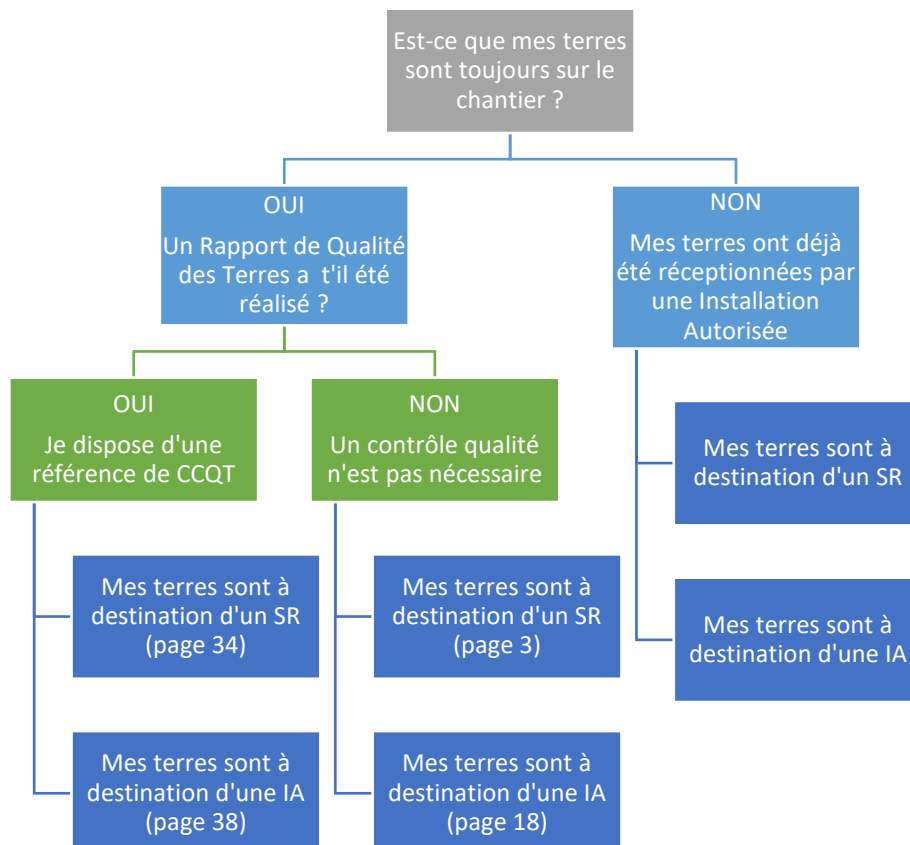 Est-ce que mes terres
sont toujours sur le
chantier ?
OUI
Un Rapport de Qualité
des Terres a t'il été
réalisé ?
NON
Mes terres ont déjà
été réceptionnées par
une Installation
Autorisée
OUI
Je dispose d'une
référence de CCQT
NON
Un contrôle qualité
n'est pas nécessaire
Mes terres sont à
destination d'un SR
Mes terres sont à
destination d'un SR
(page 34)
Mes terres sont à
destination d'un SR
(page 3)
Mes terres sont à
destination d'une IA
Mes terres sont à
destination d'une IA
(page 38)
Mes terres sont à
destination d'une IA
(page 18)